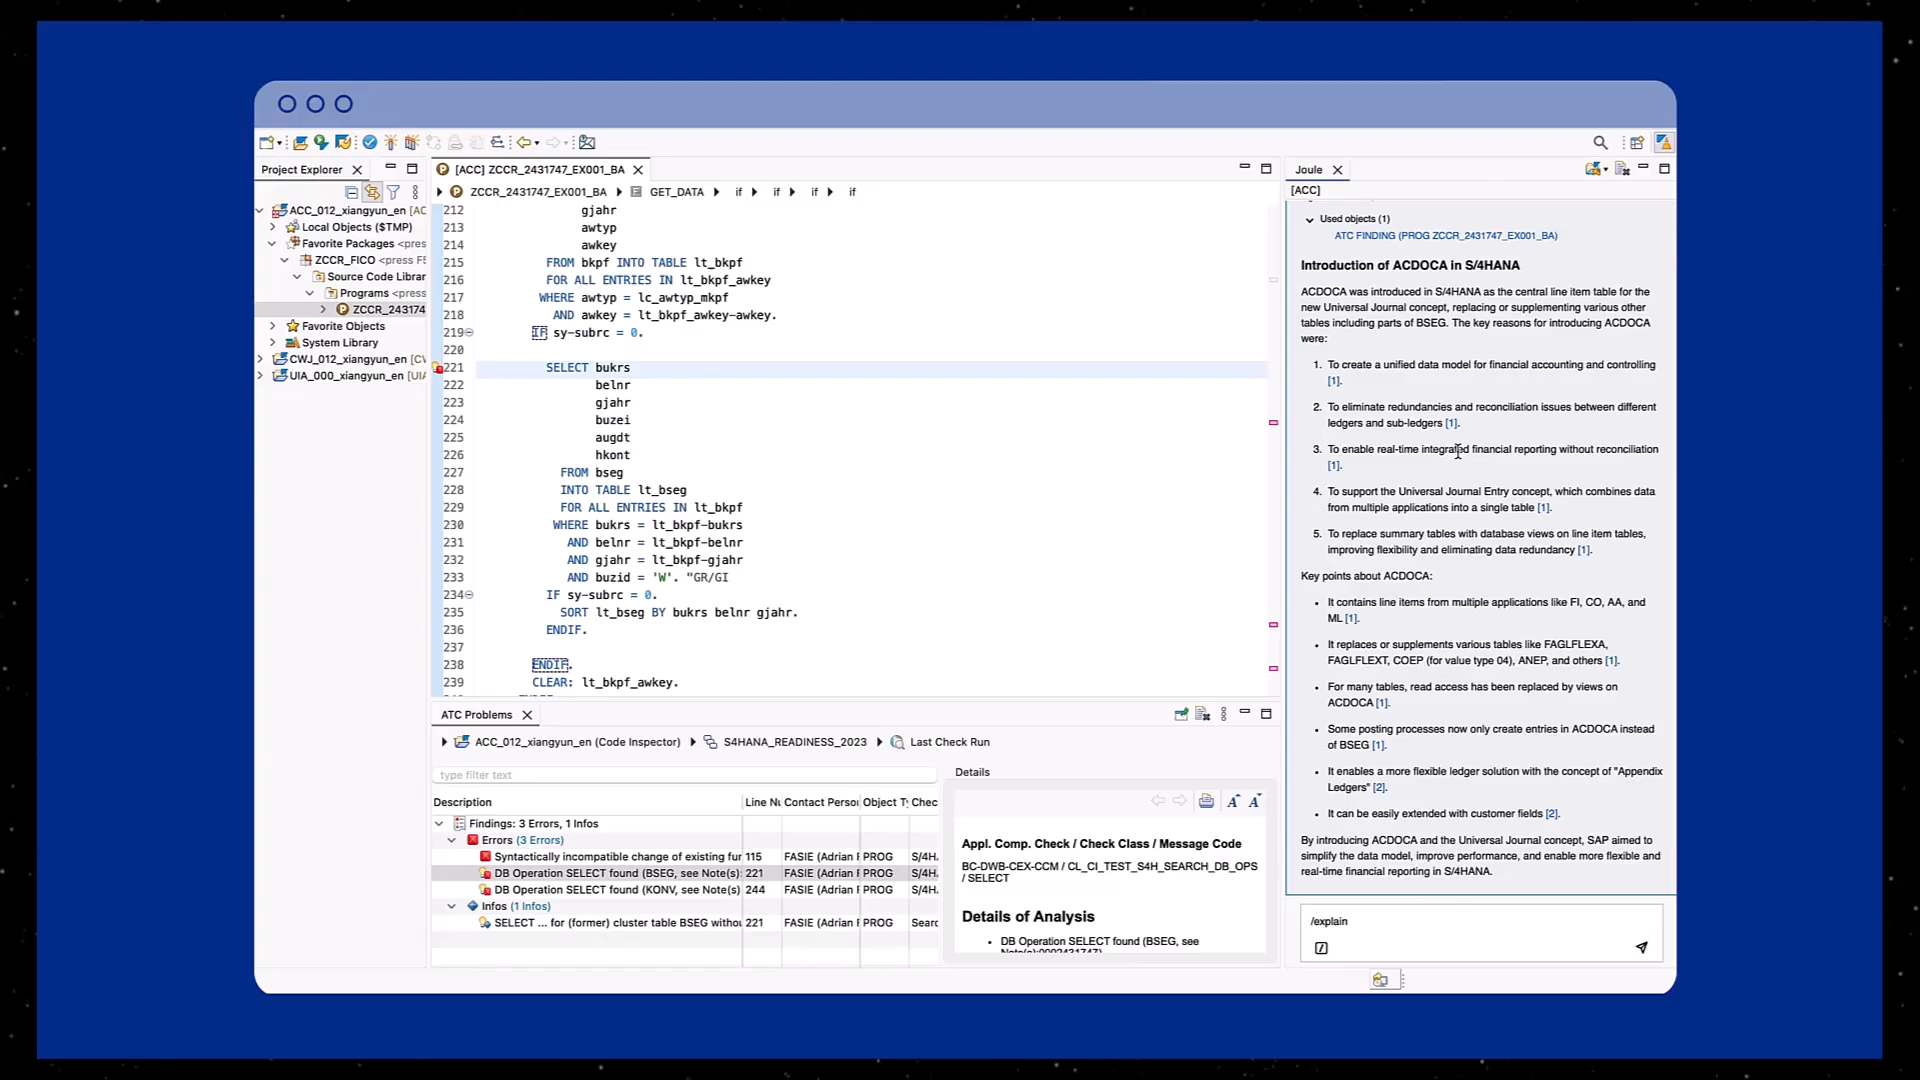 Project Explorer
ACC_012_xiangyun_en [AC
Local Objects ($TMP)
Favorite Packages <pres
ZCCR_FICO <press F5
Source Code Librar
Programs <press
ZCCR_243174
Favorite Objects
System Library
CWJ_012_xiangyun_en [CW
UIA_000_xiangyun_en [UIA
[ACC] ZCCR_2431747_EX001_BA
ZCCR_2431747_EX001_BA GET_DATA if if if if
212 gjahr
213 awtyp
214 awkey
215 FROM bkpf INTO TABLE lt_bkpf
216 FOR ALL ENTRIES IN lt_bkpf_awkey
217 WHERE awtyp = lc_awtyp_mkpf
218 AND awkey = lt_bkpf_awkey-awkey.
219 IF sy-subrc = 0.
220
221 SELECT bukrs
222 belnr
223 gjahr
224 buzei
225 augdt
226 hkont
227 FROM bseg
228 INTO TABLE lt_bseg
229 FOR ALL ENTRIES IN lt_bkpf
230 WHERE bukrs = lt_bkpf-bukrs
231 AND belnr = lt_bkpf-belnr
232 AND gjahr = lt_bkpf-gjahr
233 AND buzid = 'W'. "GR/GI
234 IF sy-subrc = 0.
235 SORT lt_bseg BY bukrs belnr gjahr.
236 ENDIF.
237
238 ENDIF.
239 CLEAR: lt_bkpf_awkey.
ATC Problems
ACC_012_xiangyun_en (Code Inspector) S4HANA_READINESS_2023 Last Check Run
type filter text
Description Line Nu Contact Person Object Ty Chec
Findings: 3 Errors, 1 Infos
Errors (3 Errors)
Syntactically incompatible change of existing fur 115 FASIE (Adrian F PROG S/4H
DB Operation SELECT found (BSEG, see Note(s): 221 FASIE (Adrian F PROG S/4H
DB Operation SELECT found (KONV, see Note(s) 244 FASIE (Adrian F PROG S/4H
Infos (1 Infos)
SELECT ... for (former) cluster table BSEG withou 221 FASIE (Adrian F PROG Searc
Details
Appl. Comp. Check / Check Class / Message Code
BC-DWB-CEX-CCM / CL_CI_TEST_S4H_SEARCH_DB_OPS
/ SELECT
Details of Analysis
• DB Operation SELECT found (BSEG, see
Note(s):0002431747)
Joule
[ACC]
Used objects (1)
ATC FINDING (PROG ZCCR_2431747_EX001_BA)
Introduction of ACDOCA in S/4HANA
ACDOCA was introduced in S/4HANA as the central line item table for the
new Universal Journal concept, replacing or supplementing various other
tables including parts of BSEG. The key reasons for introducing ACDOCA
were:
1. To create a unified data model for financial accounting and controlling
[1].
2. To eliminate redundancies and reconciliation issues between different
ledgers and sub-ledgers [1].
3. To enable real-time integrated financial reporting without reconciliation
[1].
4. To support the Universal Journal Entry concept, which combines data
from multiple applications into a single table [1].
5. To replace summary tables with database views on line item tables,
improving flexibility and eliminating data redundancy [1].
Key points about ACDOCA:
• It contains line items from multiple applications like FI, CO, AA, and
ML [1].
• It replaces or supplements various tables like FAGLFLEXA,
FAGLFLEXT, COEP (for value type 04), ANEP, and others [1].
• For many tables, read access has been replaced by views on
ACDOCA [1].
• Some posting processes now only create entries in ACDOCA instead
of BSEG [1].
• It enables a more flexible ledger solution with the concept of "Appendix
Ledgers" [2].
• It can be easily extended with customer fields [2].
By introducing ACDOCA and the Universal Journal concept, SAP aimed to
simplify the data model, improve performance, and enable more flexible and
real-time financial reporting in S/4HANA.
/explain